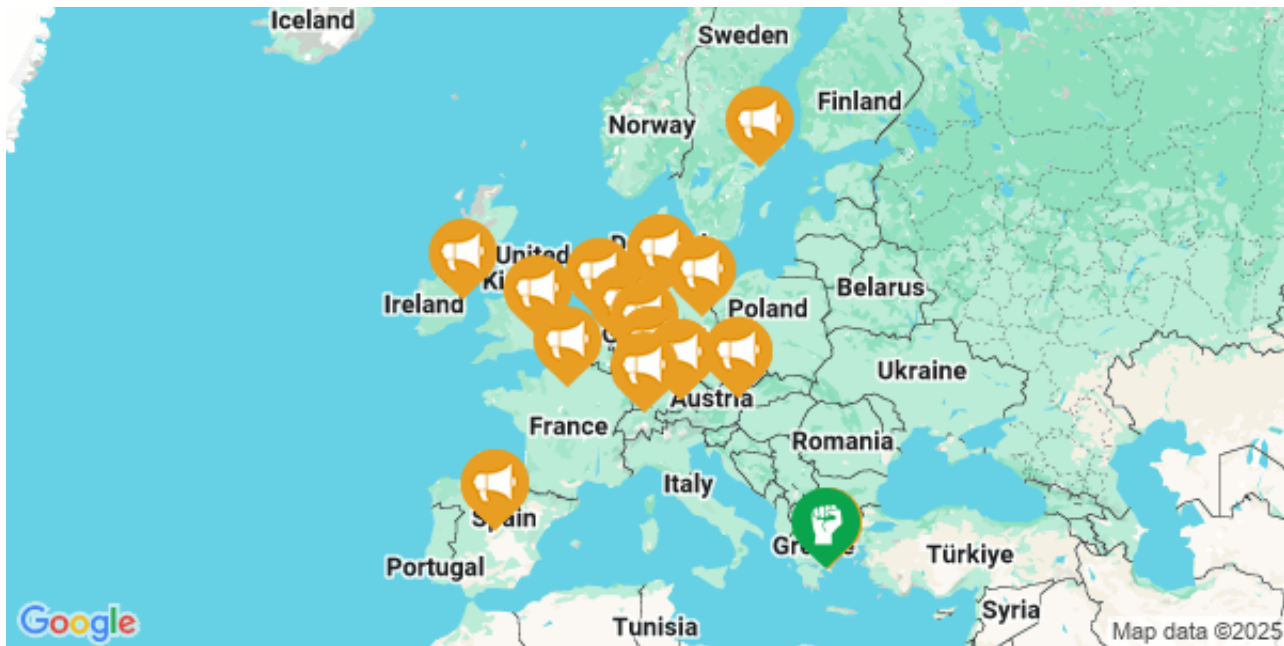 Iceland
Sweden
Finland
Norway
United
Ireland
Belarus
Poland
Ukraine
Austria
France
Romania
Italy
Spain
Türkiye
Portugal
Syria
Tunisia
Google
Map data ©2025